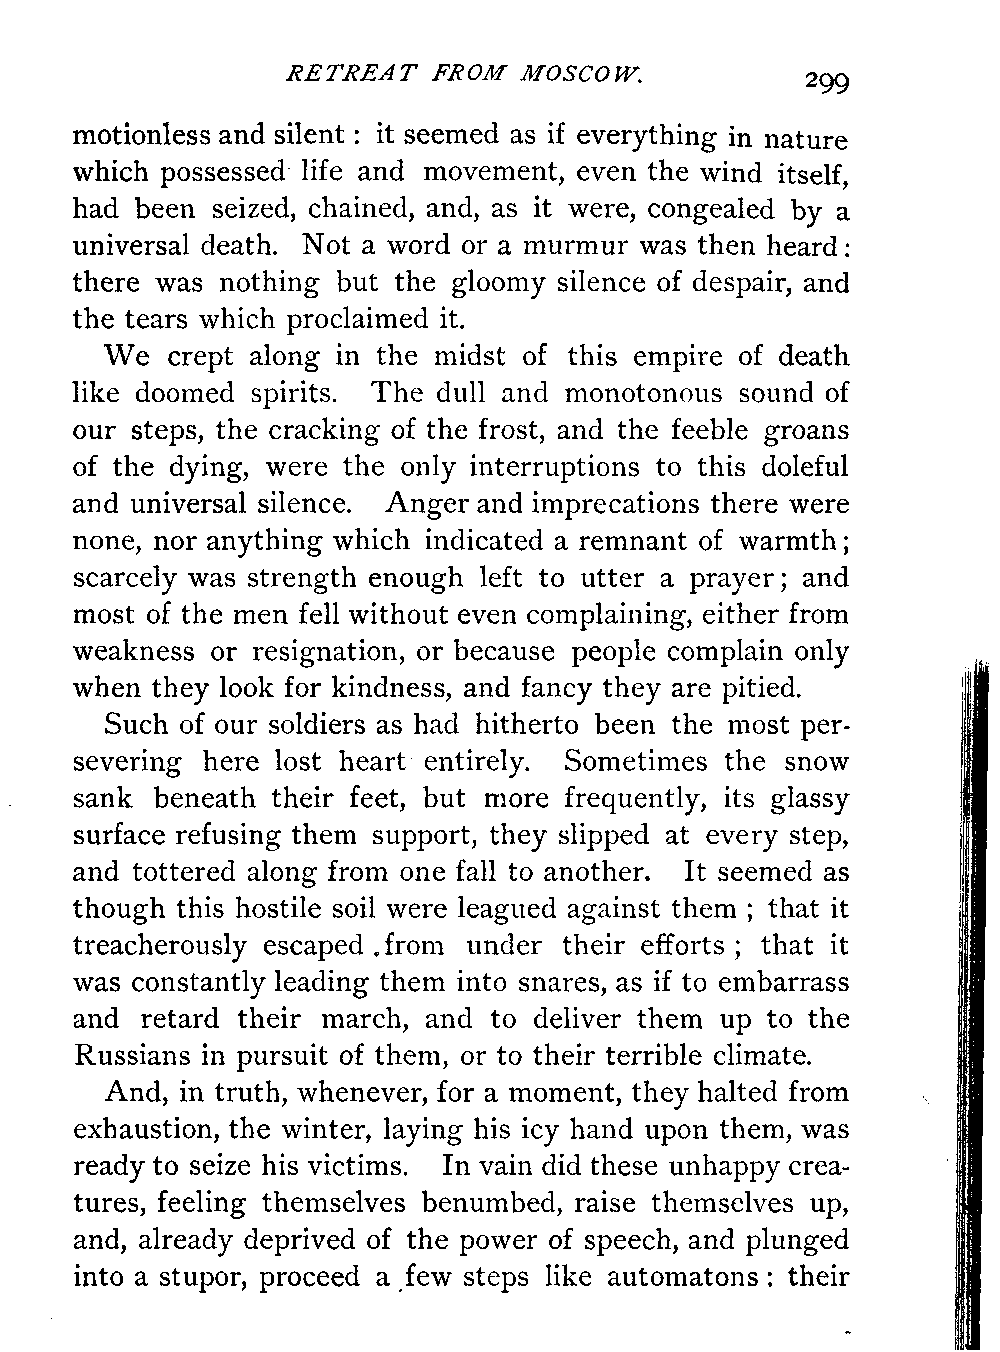 RETREAT FROM MOSCOW. 299
motionless and silent : it seemed as if everything in nature
which possessed life and movement, even the wind itself,
had been seized, chained, and, as it were, congealed by a
universal death. Not a word or a murmur was then heard :
there was nothing but the gloomy silence of despair, and
the tears which proclaimed it.
We crept along in the midst of this empire of death
like doomed spirits. The dull and monotonous sound of
our steps, the cracking of the frost, and the feeble groans
of the dying, were the only interruptions to this doleful
and universal silence. Anger and imprecations there were
none, nor anything which indicated a remnant of warmth ;
scarcely was strength enough left to utter a prayer ; and
most of the men fell without even complaining, either from
weakness or resignation, or because people complain only
when they look for kindness, and fancy they are pitied.
Such of our soldiers as had hitherto been the most per-
severing here lost heart entirely. Sometimes the snow
sank beneath their feet, but more frequently, its glassy
surface refusing them support, they slipped at every step,
and tottered along from one fall to another. It seemed as
though this hostile soil were leagued against them ; that it
treacherously escaped from under their efforts ; that it
was constantly leading them into snares, as if to embarrass
and retard their march, and to deliver them up to the
Russians in pursuit of them, or to their terrible climate.
And, in truth, whenever, for a moment, they halted from
exhaustion, the winter, laying his icy hand upon them, was
ready to seize his victims. In vain did these unhappy crea-
tures, feeling themselves benumbed, raise themselves up,
and, already deprived of the power of speech, and plunged
into a stupor, proceed a few steps like automatons : their